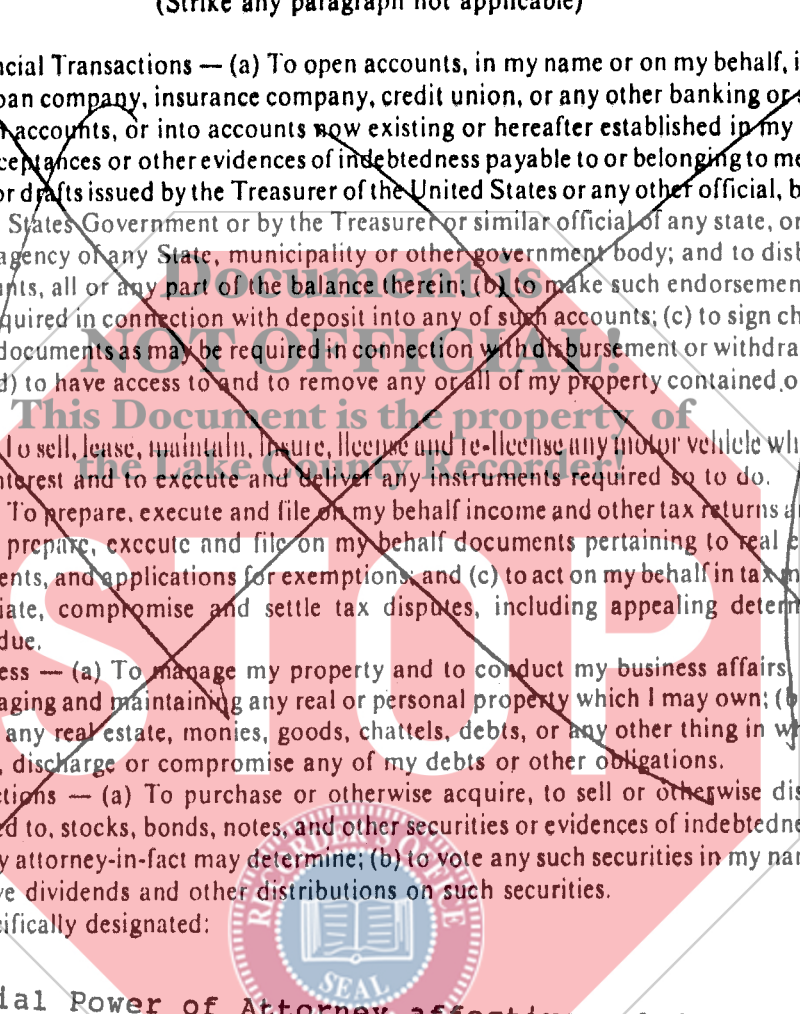 (Strike any paragraph not applicable)
ncial Transactions — (a) To open accounts, in my name or on my behalf, i
oan company, insurance company, credit union, or any other banking or
accounts, or into accounts now existing or hereafter established in my
ceptances or other evidences of indebtedness payable to or belonging to me
or drafts issued by the Treasurer of the United States or any other official, b
States Government or by the Treasurer or similar official of any state, or
agency of any State, municipality or other government body; and to disb
Document is
unts, all or any part of the balance therein; (b) to make such endorsemen
quired in connection with deposit into any of such accounts; (c) to sign ch
NOT OFFICIAL!
documents as may be required in connection with disbursement or withdra
d) to have access to and to remove any or all of my property contained o
This Document is the property of
To sell, lease, maintain, insure, license and re-license any motor vehicle whi
the Lake County Recorder!
nterest and to execute and deliver any instruments required so to do.
To prepare, execute and file on my behalf income and other tax returns a
prepare, execute and file on my behalf documents pertaining to real e
ents, and applications for exemptions; and (c) to act on my behalf in tax m
iate, compromise and settle tax disputes, including appealing determ
due.
STOP
ess — (a) To manage my property and to conduct my business affairs
aging and maintaining any real or personal property which I may own; (b
any real estate, monies, goods, chattels, debts, or any other thing in wh
, discharge or compromise any of my debts or other obligations.
ctions — (a) To purchase or otherwise acquire, to sell or otherwise dis
ed to, stocks, bonds, notes, and other securities or evidences of indebtedne
y attorney-in-fact may determine; (b) to vote any such securities in my nam
ve dividends and other distributions on such securities.
cifically designated:
RECORDER'S OFFICE
SEAL
ial Power of Attorney